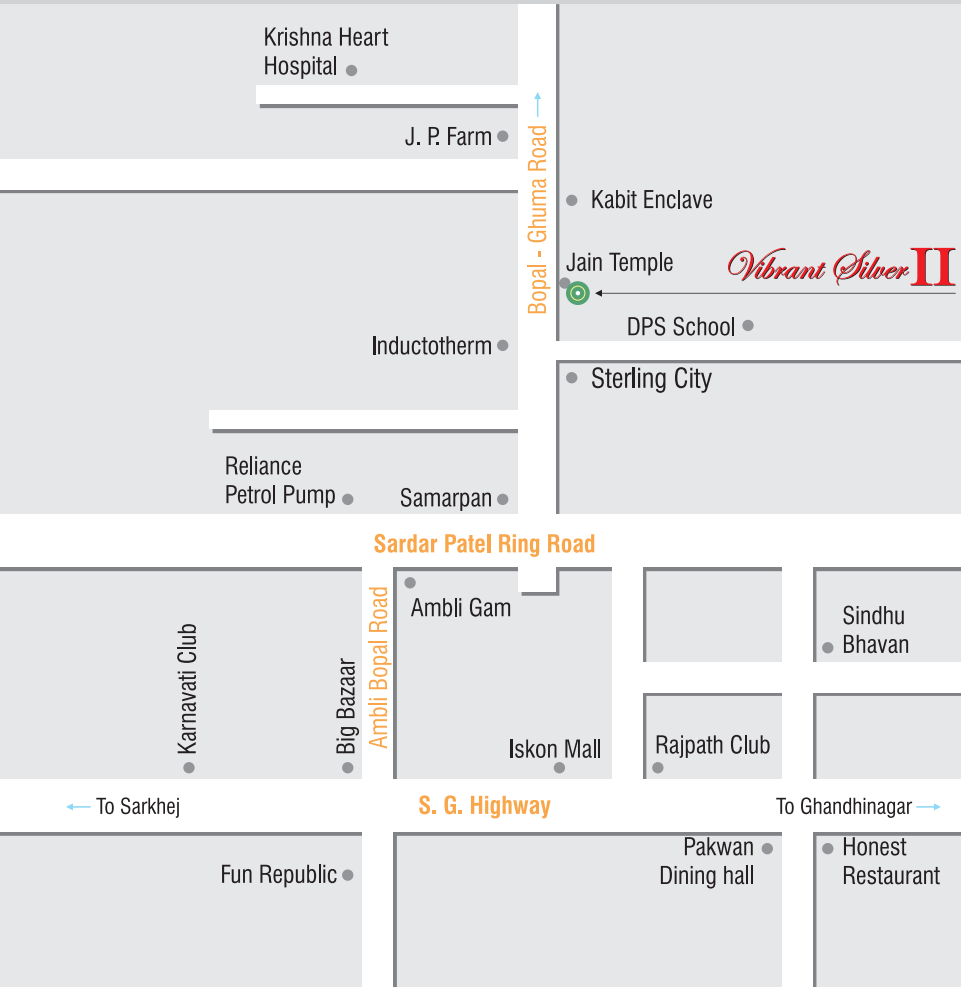 Krishna Heart
Hospital
J. P. Farm
Bopal - Ghuma Road
Kabit Enclave
Jain Temple
Vibrant Silver II
DPS School
Inductotherm
Sterling City
Reliance
Petrol Pump
Samarpan
Sardar Patel Ring Road
Ambli Gam
Ambli Bopal Road
Sindhu
Bhavan
Karnavati Club
Big Bazaar
Iskon Mall
Rajpath Club
To Sarkhej
S. G. Highway
To Ghandhinagar
Fun Republic
Pakwan
Dining hall
Honest
Restaurant